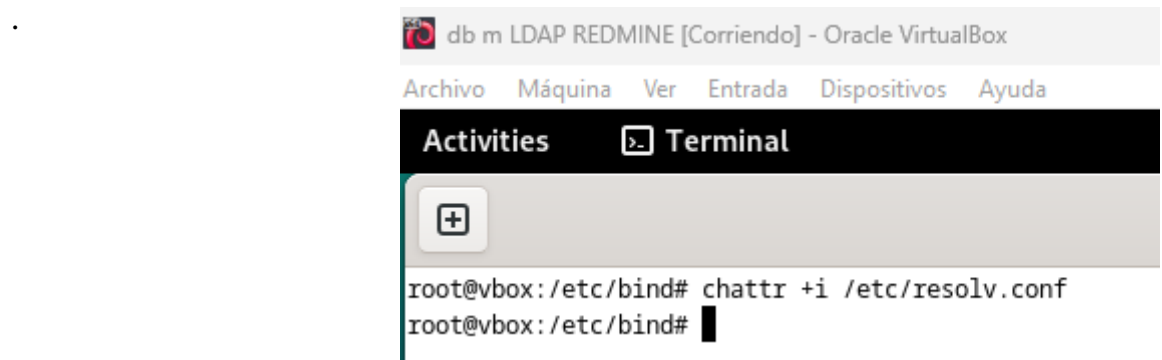 .
db m LDAP REDMINE [Corriendo] - Oracle VirtualBox
Archivo Máquina Ver Entrada Dispositivos Ayuda
Activities Terminal
root@vbox:/etc/bind# chattr +i /etc/resolv.conf
root@vbox:/etc/bind#